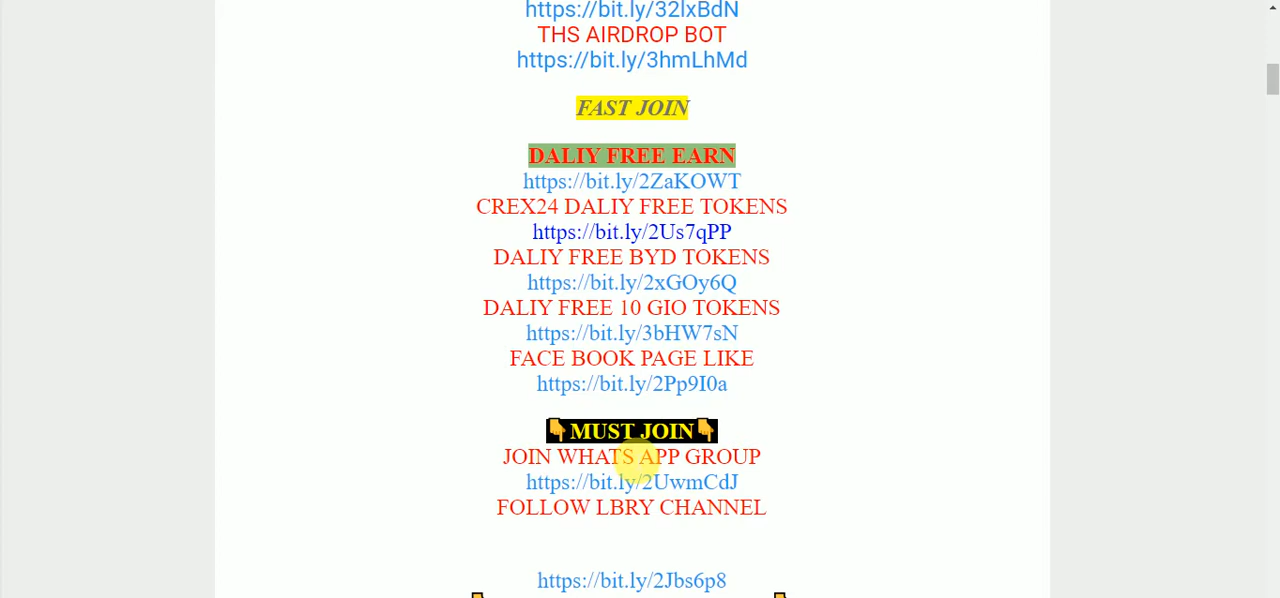 https://bit.ly/32lxBdN
THS AIRDROP BOT
https://bit.ly/3hmLhMd
FAST JOIN
DALIY FREE EARN
https://bit.ly/2ZaKOWT
CREX24 DALIY FREE TOKENS
https://bit.ly/2Us7qPP
DALIY FREE BYD TOKENS
https://bit.ly/2xGOy6Q
DALIY FREE 10 GIO TOKENS
https://bit.ly/3bHW7sN
FACE BOOK PAGE LIKE
https://bit.ly/2Pp9I0a
👇MUST JOIN👇
JOIN WHATS APP GROUP
https://bit.ly/2UwmCdJ
FOLLOW LBRY CHANNEL
https://bit.ly/2Jbs6p8